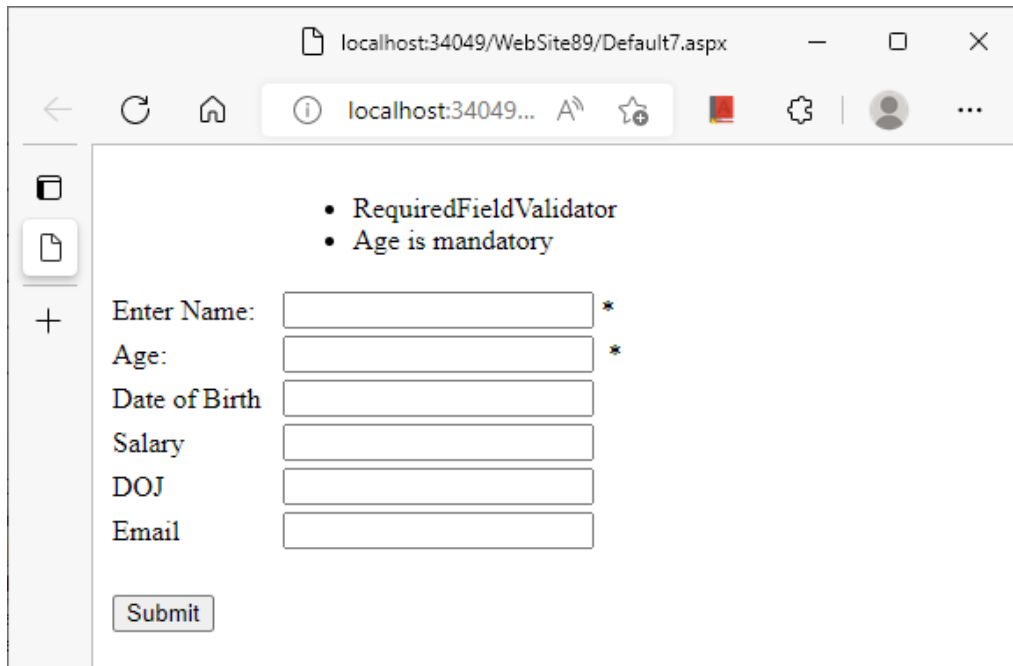 localhost:34049/WebSite89/Default7.aspx
localhost:34049... A
• RequiredFieldValidator
• Age is mandatory
Enter Name: *
Age: *
Date of Birth
Salary
DOJ
Email
Submit